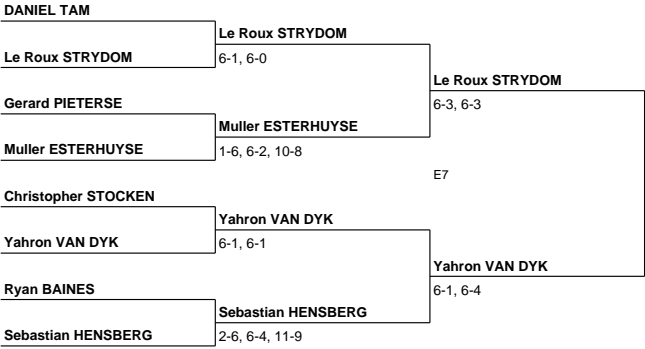 DANIEL TAM
Le Roux STRYDOM
Le Roux STRYDOM
6-1, 6-0
Le Roux STRYDOM
Gerard PIETERSE
6-3, 6-3
Muller ESTERHUYSE
Muller ESTERHUYSE
1-6, 6-2, 10-8
E7
Christopher STOCKEN
Yahron VAN DYK
Yahron VAN DYK
6-1, 6-1
Yahron VAN DYK
Ryan BAINES
6-1, 6-4
Sebastian HENSBERG
Sebastian HENSBERG
2-6, 6-4, 11-9